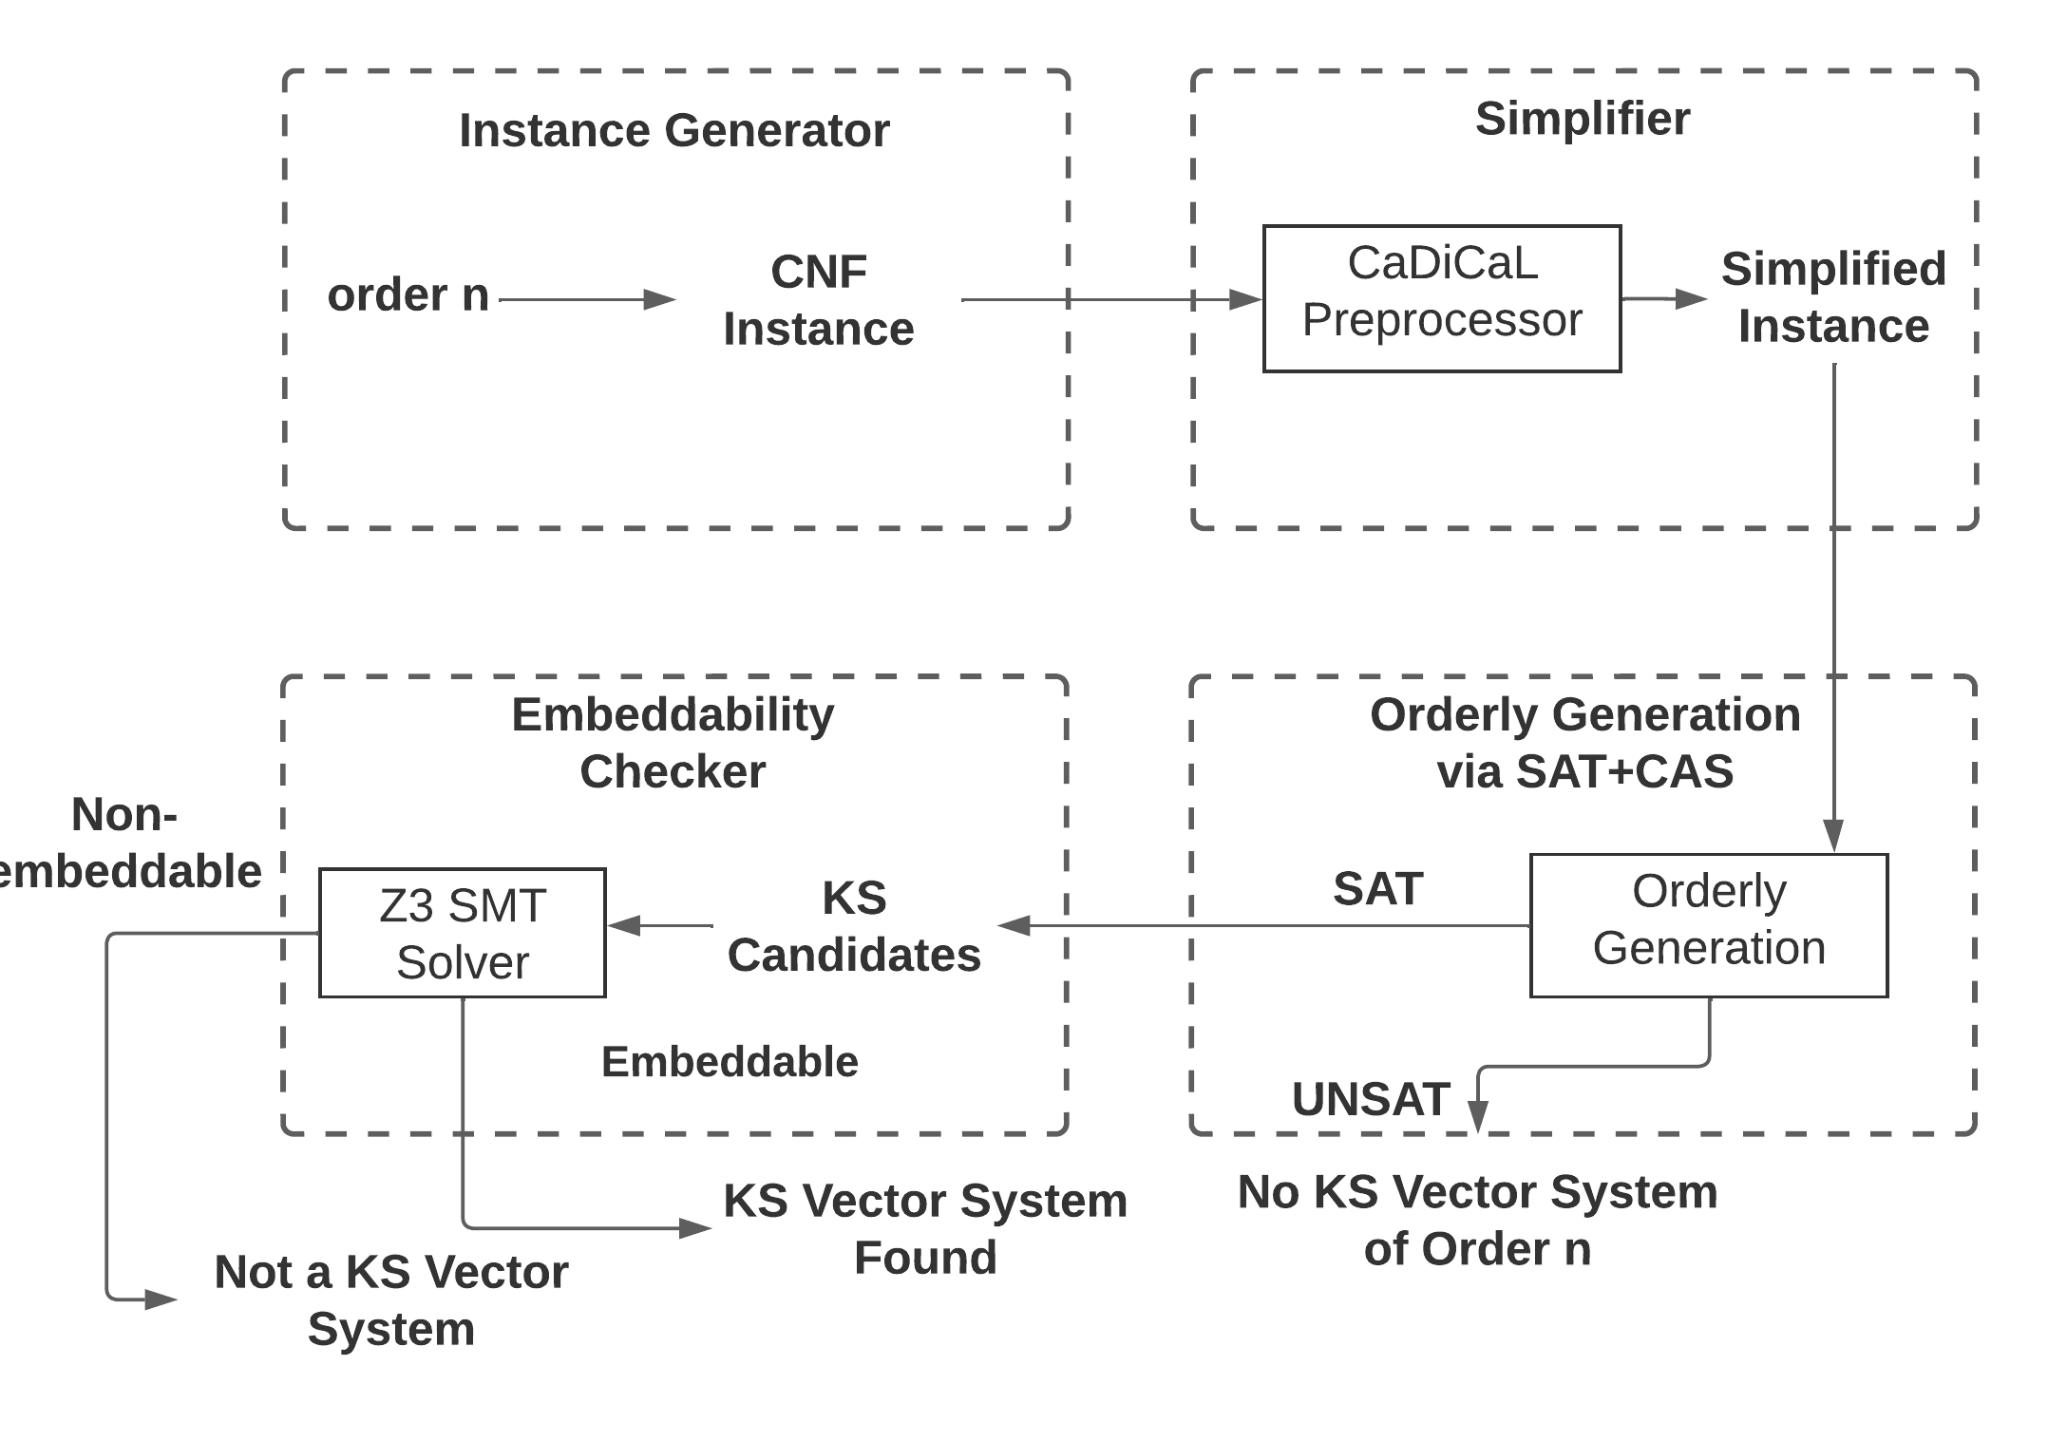 Instance Generator
order n
CNF
Instance
Simplifier
CaDiCaL
Preprocessor
Simplified
Instance
Orderly Generation
via SAT+CAS
Orderly
Generation
SAT
UNSAT
No KS Vector System
of Order n
Embeddability
Checker
KS
Candidates
Z3 SMT
Solver
Embeddable
KS Vector System
Found
Non-
embeddable
Not a KS Vector
System